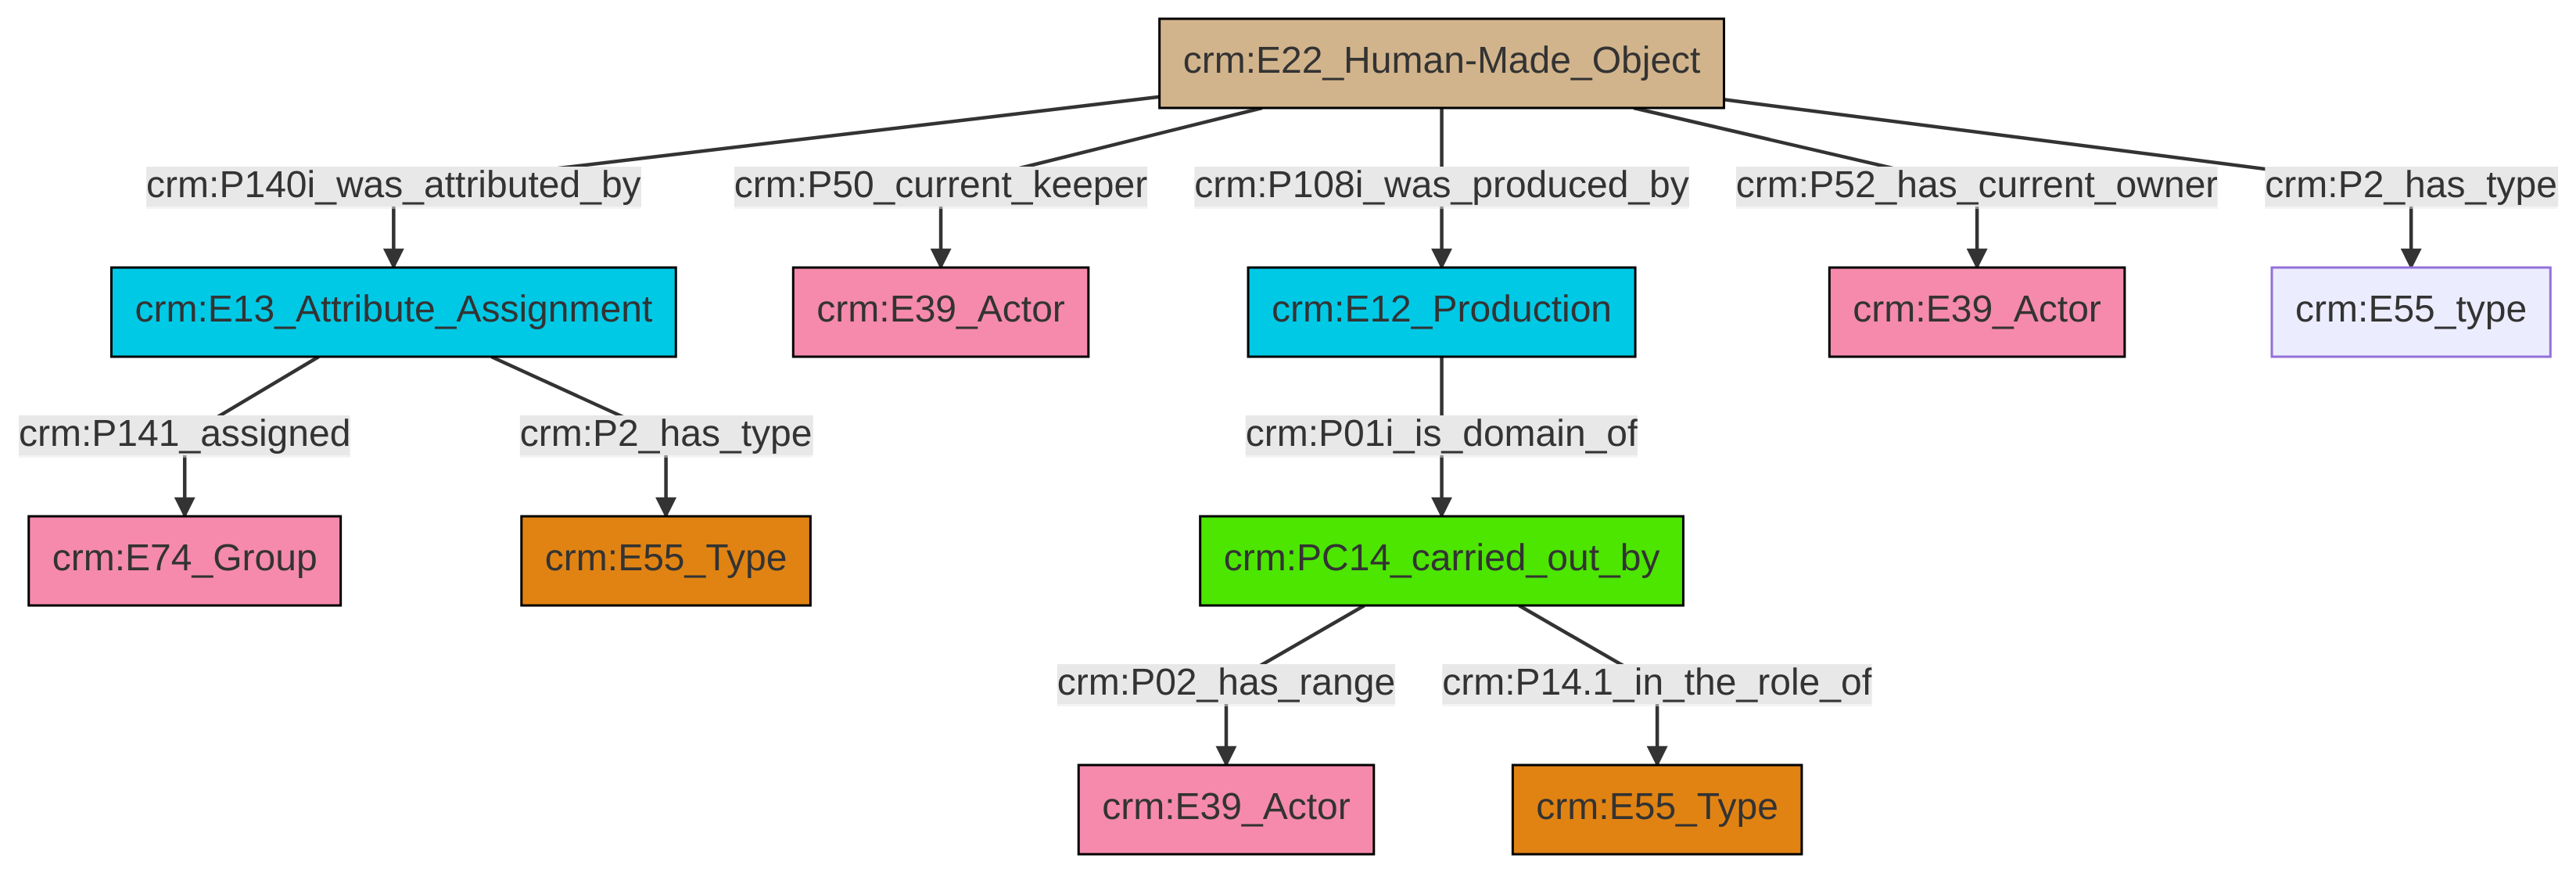 crm:E22_Human-Made_Object
crm:P140i_was_attributed_by
crm:P50_current_keeper
crm:P108i_was_produced_by
crm:P52_has_current_owner
crm:P2_has_type
crm:E13_Attribute_Assignment
crm:E39_Actor
crm:E12_Production
crm:E39_Actor
crm:E55_type
crm:P141_assigned
crm:P2_has_type
crm:P01i_is_domain_of
crm:E74_Group
crm:E55_Type
crm:PC14_carried_out_by
crm:P02_has_range
crm:P14.1_in_the_role_of
crm:E39_Actor
crm:E55_Type